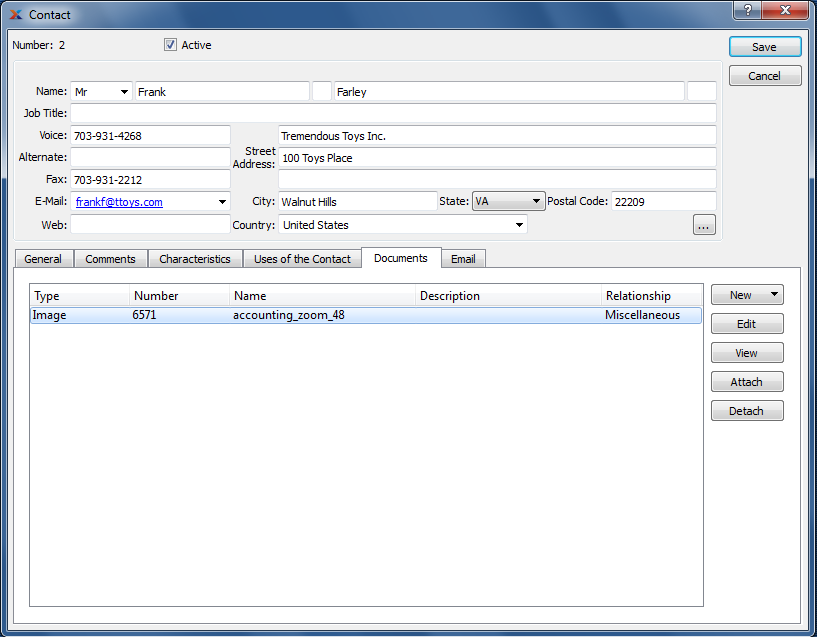 Contact
Number: 2 Active Save
Cancel
Name: Mr Frank Farley
Job Title:
Voice: 703-931-4268 Tremendous Toys Inc.
Alternate: Street Address: 100 Toys Place
Fax: 703-931-2212
E-Mail: frankf@ttoys.com City: Walnut Hills State: VA Postal Code: 22209
Web: Country: United States ...
General Comments Characteristics Uses of the Contact Documents Email
Type Number Name Description Relationship New
Image 6571 accounting_zoom_48 Miscellaneous
Edit
View
Attach
Detach